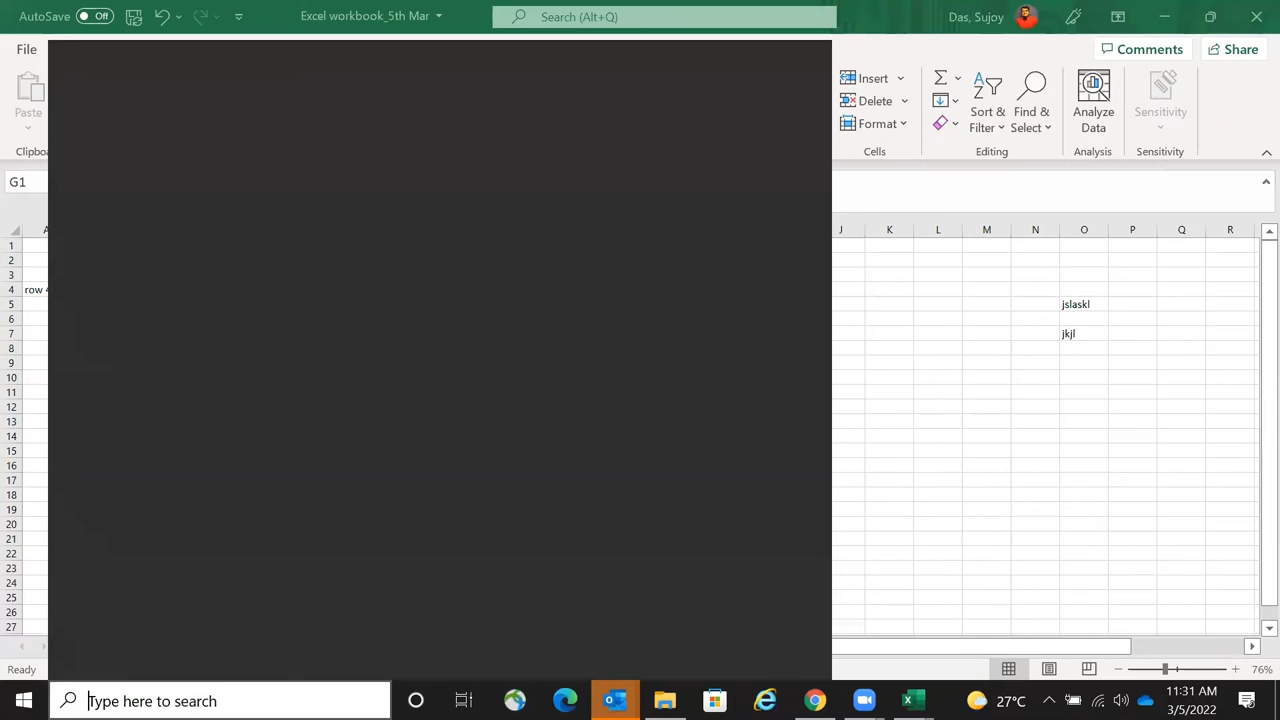 AutoSave Off Excel workbook_5th Mar Search (Alt+Q) Das, Sujoy
File Comments Share
Paste Insert Delete Format Sort & Filter Find & Select Analyze Data Sensitivity
Clipbo Cells Editing Analysis Sensitivity
G1
A J K L M N O P Q R
1
2
3
4 row 4
5 jslaskl
6
7 jkjl
8
9
10
11
12
13
14
15
16
17
18
19
20
21
22
23
24
25
26
27
Ready 76%
Type here to search 27°C 11:31 AM
3/5/2022